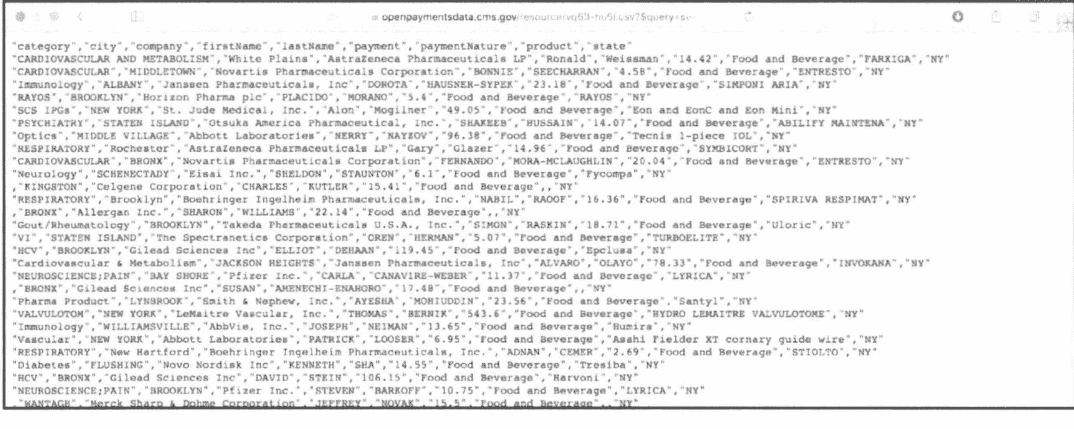 openpaymentsdata.cms.gov
"category","city","company","firstName","lastName","payment","paymentNature","product","state"
"CARDIOVASCULAR AND METABOLISM","White Plains","AstraZeneca Pharmaceuticals LP","Ronald","Weissman","14.42","Food and Beverage","FARXIGA","NY"
"CARDIOVASCULAR","MIDDLETOWN","Novartis Pharmaceuticals Corporation","BONNIE","SEECHARRAN","4.58","Food and Beverage","ENTRESTO","NY"
"Immunology","ALBANY","Janssen Pharmaceuticals, Inc","DOROTA","HAUSNER-SYPEK","23.18","Food and Beverage","SIMPONI ARIA","NY"
"RAYOS","BROOKLYN","Horizon Pharma plc","PLACIDO","MORANO","5.4","Food and Beverage","RAYOS","NY"
"SCS IPGs","NEW YORK","St. Jude Medical, Inc.","Alon","Mogilner","49.05","Food and Beverage","Eon and EonC and Eon Mini","NY"
"PSYCHIATRY","STATEN ISLAND","Otsuka America Pharmaceutical, Inc.","SHAKEEB","HUSSAIN","14.07","Food and Beverage","ABILIFY MAINTENA","NY"
"Optics","MIDDLE VILLAGE","Abbott Laboratories","NERRY","NAYZOV","96.38","Food and Beverage","Tecnis 1-piece IOL","NY"
"RESPIRATORY","Rochester","AstraZeneca Pharmaceuticals LP","Gary","Glazer","14.96","Food and Beverage","SYMBICORT","NY"
"CARDIOVASCULAR","BRONX","Novartis Pharmaceuticals Corporation","FERNANDO","MORA-MCLAUGHLIN","20.04","Food and Beverage","ENTRESTO","NY"
"Neurology","SCHENECTADY","Eisai Inc.","SHELDON","STAUNTON","6.1","Food and Beverage","Fycompa","NY"
,"KINGSTON","Celgene Corporation","CHARLES","KUTLER","15.41","Food and Beverage",,"NY"
"RESPIRATORY","Brooklyn","Boehringer Ingelheim Pharmaceuticals, Inc.","NABIL","RAOOF","16.36","Food and Beverage","SPIRIVA RESPIMAT","NY"
,"BRONX","Allergan Inc.","SHARON","WILLIAMS","22.14","Food and Beverage",,"NY"
"Gout/Rheumatology","BROOKLYN","Takeda Pharmaceuticals U.S.A., Inc.","SIMON","RASKIN","18.71","Food and Beverage","Uloric","NY"
"VI","STATEN ISLAND","The Spectranetics Corporation","OREN","HERMAN","5.07","Food and Beverage","TURBOELITE","NY"
"HCV","BROOKLYN","Gilead Sciences Inc","ELLIOT","DEHAAN","119.45","Food and Beverage","Epclusa","NY"
"Cardiovascular & Metabolism","JACKSON HEIGHTS","Janssen Pharmaceuticals, Inc","ALVARO","OLAYO","78.33","Food and Beverage","INVOKANA","NY"
"NEUROSCIENCE;PAIN","BAY SHORE","Pfizer Inc.","CARLA","CANAVIRE-WEBER","11.37","Food and Beverage","LYRICA","NY"
,"BRONX","Gilead Sciences Inc","SUSAN","AMENECHI-ENAHORO","17.48","Food and Beverage",,"NY"
"Pharma Product","LYNBROOK","Smith & Nephew, Inc.","AYESHA","MOHIUDDIN","23.56","Food and Beverage","Santyl","NY"
"VALVULOTOM","NEW YORK","LeMaitre Vascular, Inc.","THOMAS","BERNIK","543.6","Food and Beverage","HYDRO LEMAITRE VALVULOTOME","NY"
"Immunology","WILLIAMSVILLE","AbbVie, Inc.","JOSEPH","NEIMAN","13.65","Food and Beverage","Humira","NY"
"Vascular","NEW YORK","Abbott Laboratories","PATRICK","LOOSER","6.95","Food and Beverage","Asahi Fielder XT cornary guide wire","NY"
"RESPIRATORY","New Hartford","Boehringer Ingelheim Pharmaceuticals, Inc.","ADNAN","CEMER","2.69","Food and Beverage","STIOLTO","NY"
"Diabetes","FLUSHING","Novo Nordisk Inc","KENNETH","SHA","14.55","Food and Beverage","Tresiba","NY"
"HCV","BRONX","Gilead Sciences Inc","DAVID","STEIN","106.15","Food and Beverage","Harvoni","NY"
"NEUROSCIENCE;PAIN","BROOKLYN","Pfizer Inc.","STEVEN","BARKOFF","10.75","Food and Beverage","LYRICA","NY"
,"WANTAGH","Merck Sharp & Dohme Corporation","JEFFREY","NOVAK","15.5","Food and Beverage",,"NY"